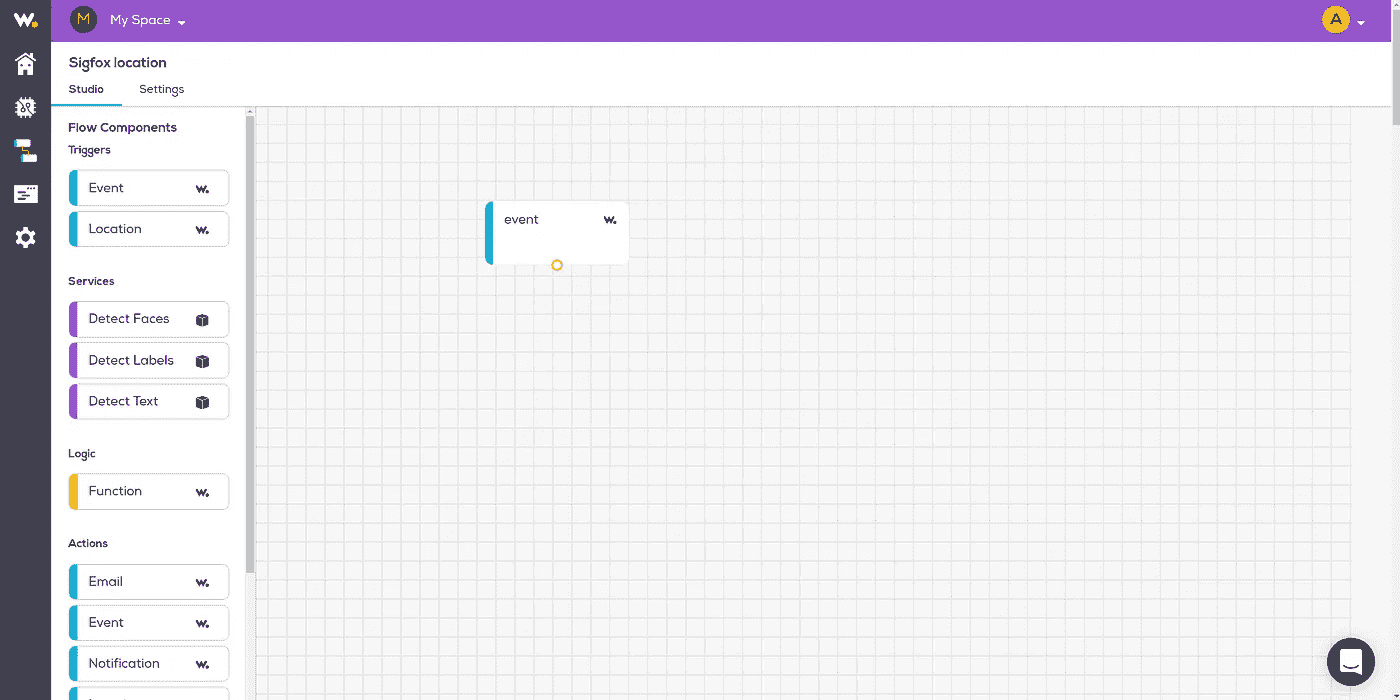 w.
M My Space
A
Sigfox location
Studio Settings
Flow Components
Triggers
Event w.
Location w.
Services
Detect Faces
Detect Labels
Detect Text
Logic
Function w.
Actions
Email w.
Event w.
Notification w.
event w.